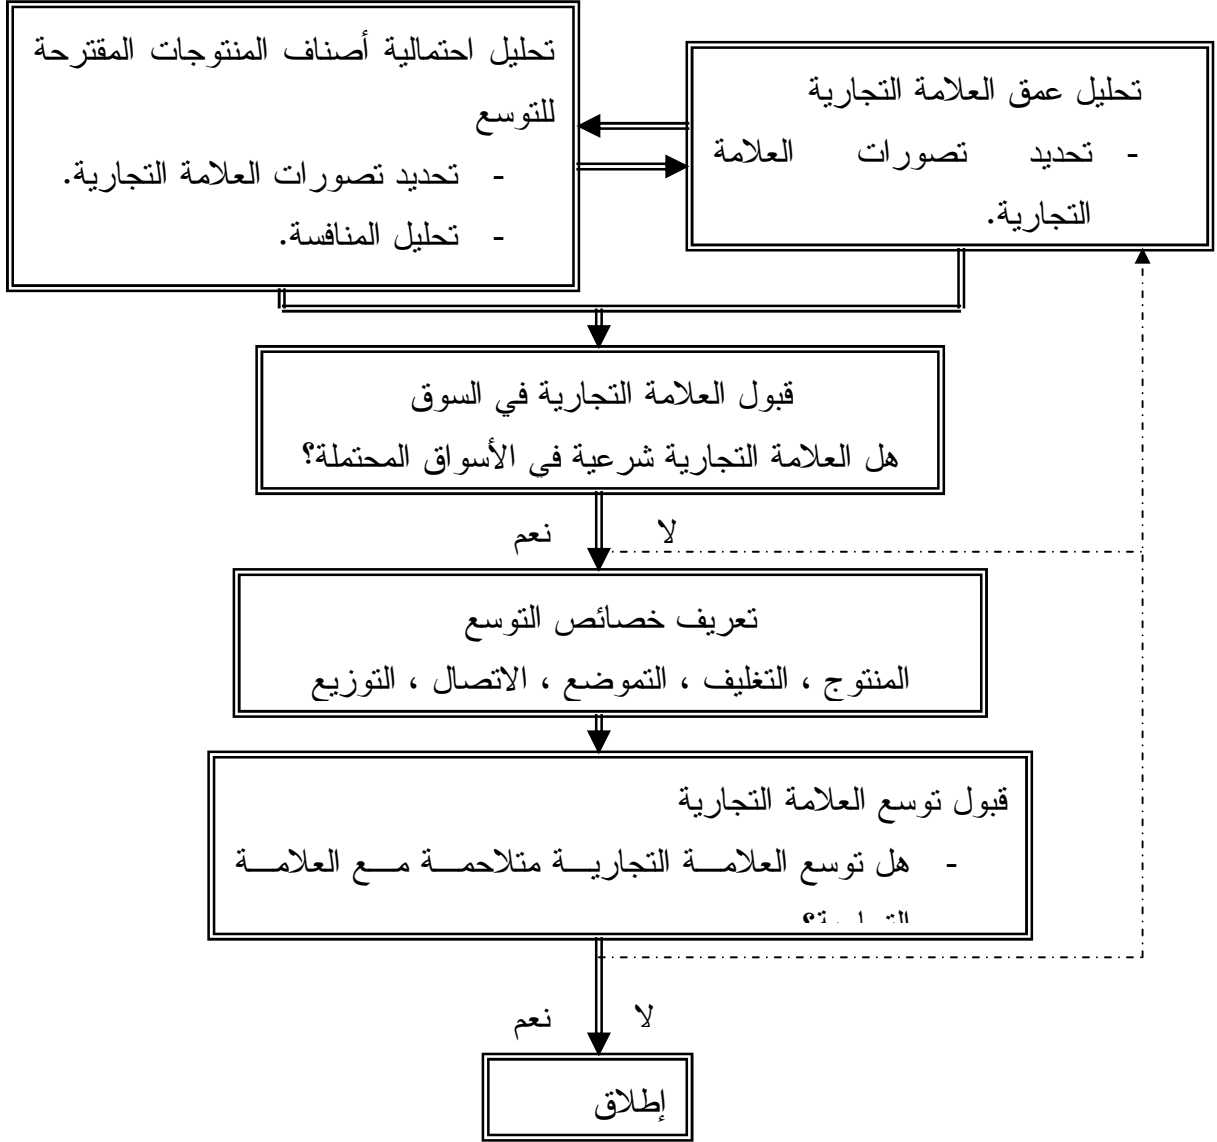 تحليل عمق العلامة التجارية
- تحديد تصورات العلامة
التجارية.
تحليل احتمالية أصناف المنتوجات المقترحة
للتوسع
- تحديد تصورات العلامة التجارية.
- تحليل المنافسة.
قبول العلامة التجارية في السوق
هل العلامة التجارية شرعية في الأسواق المحتملة؟
لا
نعم
تعريف خصائص التوسع
المنتوج ، التغليف ، التموضع ، الاتصال ، التوزيع
قبول توسع العلامة التجارية
- هل توسع العلامة التجارية متلاحمة مع العلامة
لا
نعم
إطلاق